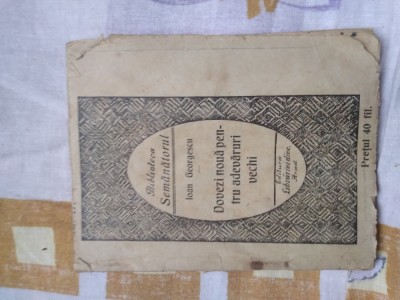 Biblioteca
Semănătorul
Ioan Georgescu
Dovezi nouă pen-
tru adevăruri
vechi
Editura
Librăriei
Arad
Prețul 40 fil.